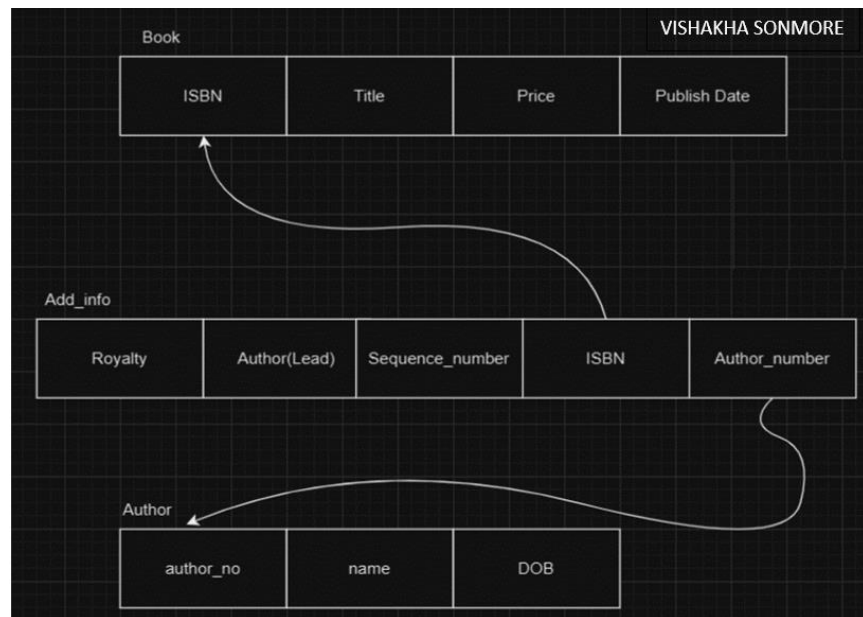 VISHAKHA SONMORE
Book
ISBN Title Price Publish Date
Add_info
Royalty Author(Lead) Sequence_number ISBN Author_number
Author
author_no name DOB